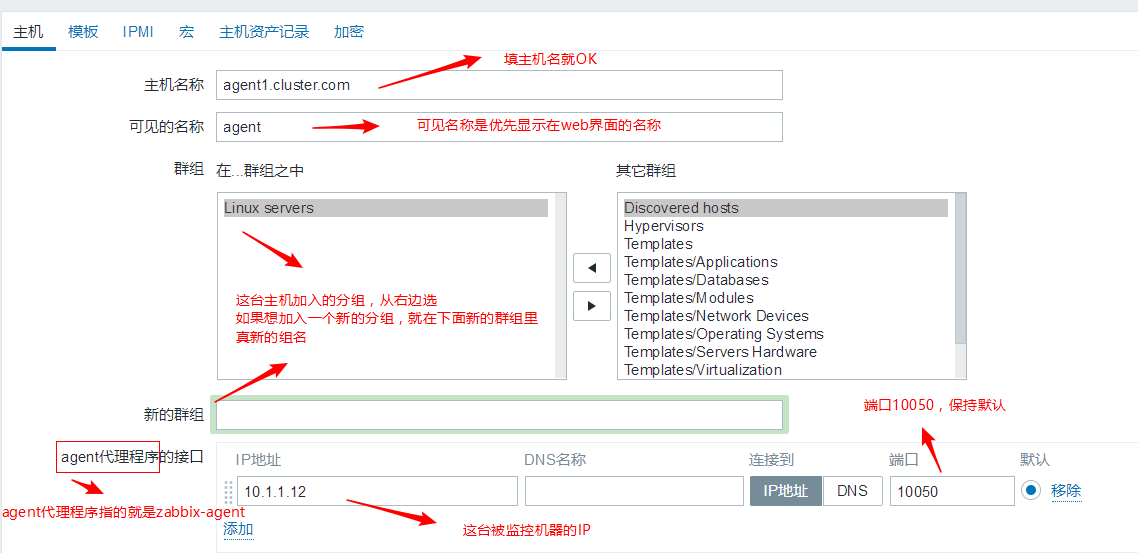 主机 模板 IPMI 宏 主机资产记录 加密
填主机名就OK
主机名称 agent1.cluster.com
可见的名称 agent 可见名称是优先显示在web界面的名称
群组 在...群组之中 其它群组
Linux servers
Discovered hosts
Hypervisors
Templates
Templates/Applications
Templates/Databases
Templates/Modules
Templates/Network Devices
Templates/Operating Systems
Templates/Servers Hardware
Templates/Virtualization
这台主机加入的分组，从右边选
如果想加入一个新的分组，就在下面新的群组里
真新的组名
新的群组
端口10050，保持默认
agent代理程序的接口 IP地址 DNS名称 连接到 端口 默认
10.1.1.12 IP地址 DNS 10050 移除
agent代理程序指的就是zabbix-agent
添加 这台被监控机器的IP